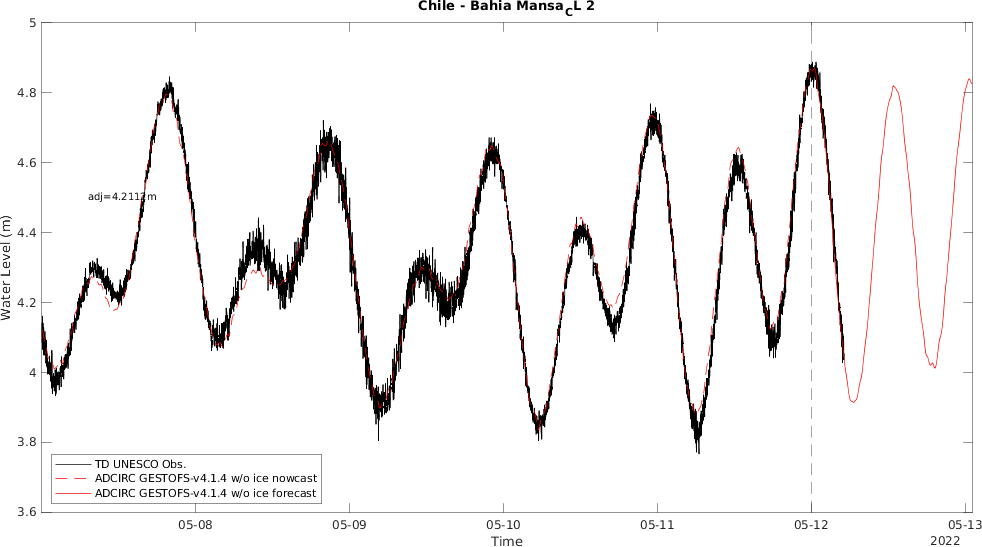 Chile - Bahia Mansa_CL 2
5
4.8
4.6
4.4
4.2
4
3.8
3.6
Water Level (m)
adj=4.2112m
TD UNESCO Obs.
ADCIRC GESTOFS-v4.1.4 w/o ice nowcast
ADCIRC GESTOFS-v4.1.4 w/o ice forecast
05-08
05-09
05-10
05-11
05-12
05-13
Time
2022